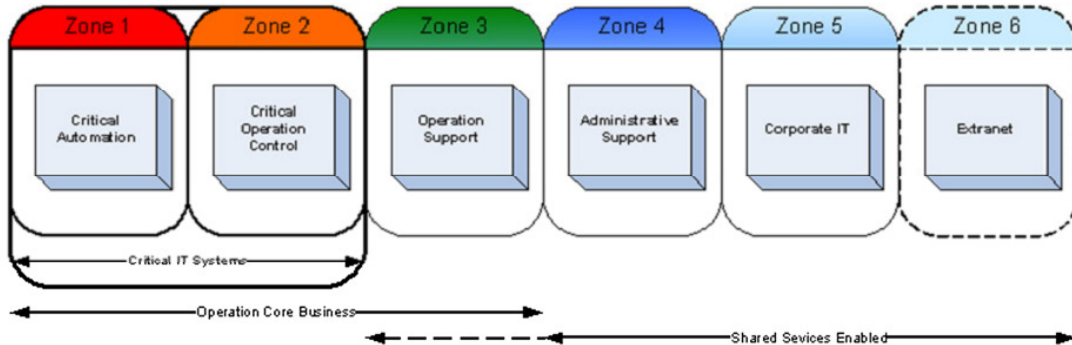 Zone 1
Zone 2
Zone 3
Zone 4
Zone 5
Zone 6
Critical
Automation
Critical
Operation
Control
Operation
Support
Administrative
Support
Corporate IT
Extranet
Critical IT Systems
Operation Core Business
Shared Sevices Enabled